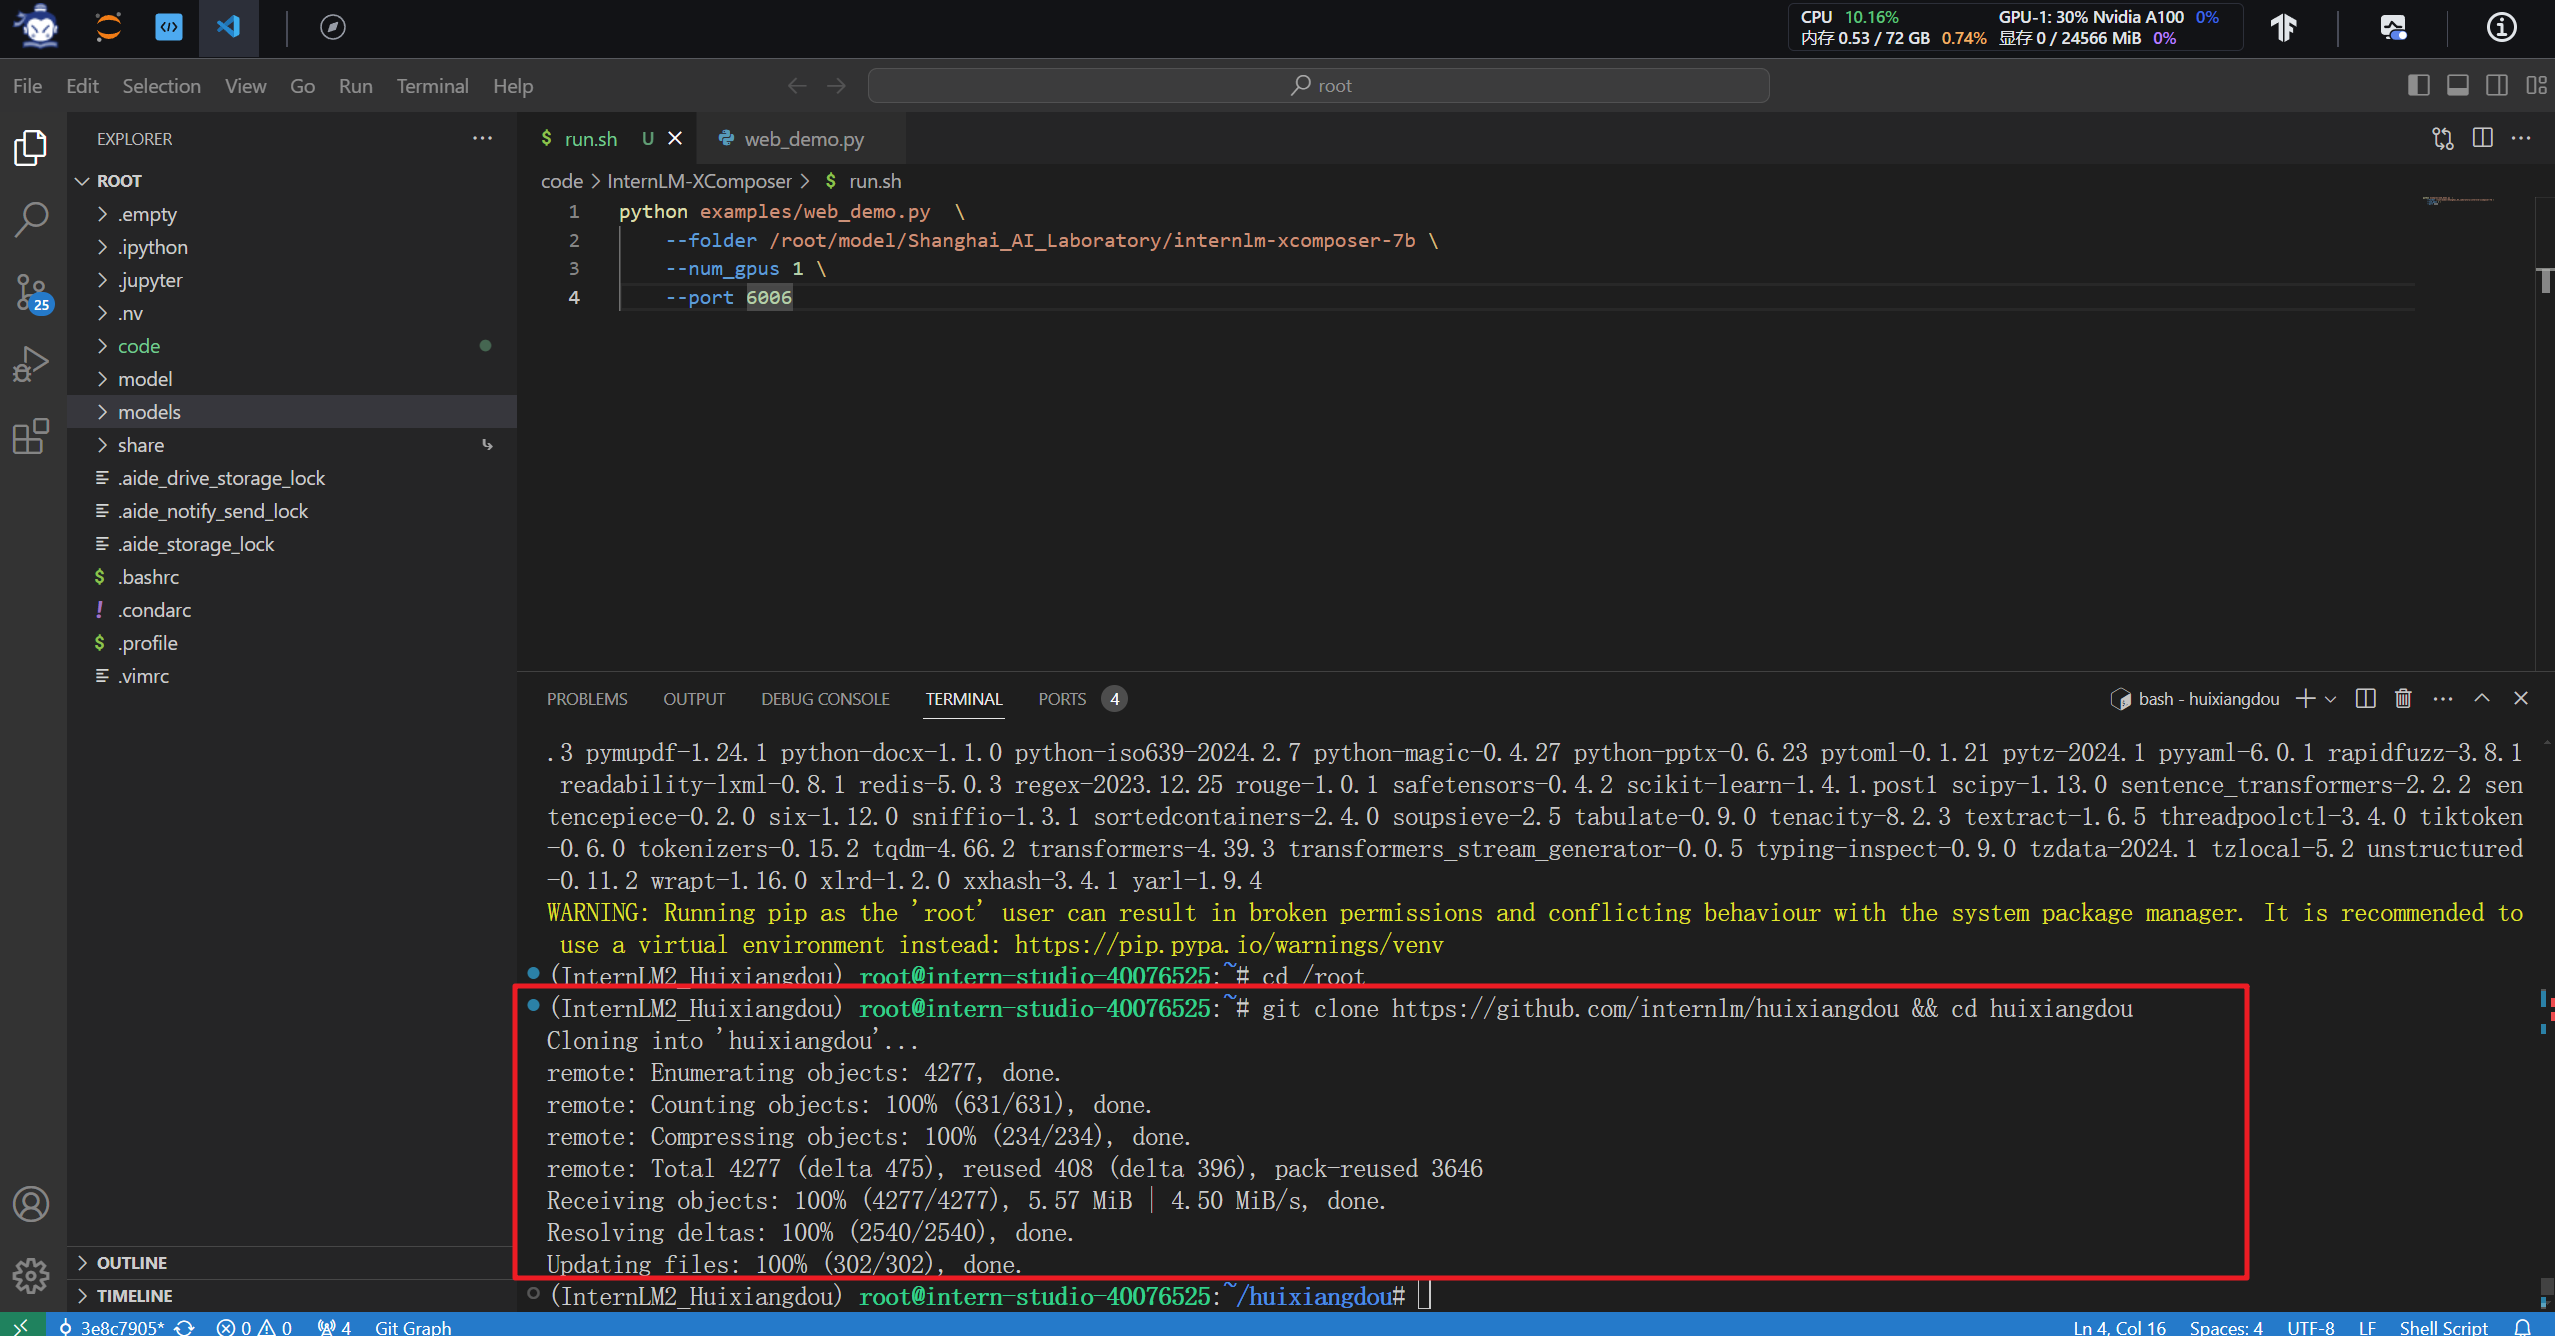 CPU 10.16% GPU-1: 30% Nvidia A100 0%
内存 0.53 / 72 GB 0.74% 显存 0 / 24566 MiB 0%
File Edit Selection View Go Run Terminal Help
root
EXPLORER
ROOT
.empty
.ipython
.jupyter
.nv
code
model
models
share
.aide_drive_storage_lock
.aide_notify_send_lock
.aide_storage_lock
$ .bashrc
! .condarc
$ .profile
.vimrc
25
OUTLINE
TIMELINE
$ run.sh U web_demo.py
code > InternLM-XComposer > $ run.sh
1 python examples/web_demo.py \
2 --folder /root/model/Shanghai_AI_Laboratory/internlm-xcomposer-7b \
3 --num_gpus 1 \
4 --port 6006
PROBLEMS OUTPUT DEBUG CONSOLE TERMINAL PORTS 4
bash - huixiangdou
.3 pymupdf-1.24.1 python-docx-1.1.0 python-iso639-2024.2.7 python-magic-0.4.27 python-pptx-0.6.23 pytoml-0.1.21 pytz-2024.1 pyyaml-6.0.1 rapidfuzz-3.8.1
readability-lxml-0.8.1 redis-5.0.3 regex-2023.12.25 rouge-1.0.1 safetensors-0.4.2 scikit-learn-1.4.1.post1 scipy-1.13.0 sentence_transformers-2.2.2 sen
tencepiece-0.2.0 six-1.12.0 sniffio-1.3.1 sortedcontainers-2.4.0 soupsieve-2.5 tabulate-0.9.0 tenacity-8.2.3 textract-1.6.5 threadpoolctl-3.4.0 tiktoken
-0.6.0 tokenizers-0.15.2 tqdm-4.66.2 transformers-4.39.3 transformers_stream_generator-0.0.5 typing-inspect-0.9.0 tzdata-2024.1 tzlocal-5.2 unstructured
-0.11.2 wrapt-1.16.0 xlrd-1.2.0 xxhash-3.4.1 yarl-1.9.4
WARNING: Running pip as the 'root' user can result in broken permissions and conflicting behaviour with the system package manager. It is recommended to
use a virtual environment instead: https://pip.pypa.io/warnings/venv
(InternLM2_Huixiangdou) root@intern-studio-40076525:~# cd /root
(InternLM2_Huixiangdou) root@intern-studio-40076525:~# git clone https://github.com/internlm/huixiangdou && cd huixiangdou
Cloning into 'huixiangdou'...
remote: Enumerating objects: 4277, done.
remote: Counting objects: 100% (631/631), done.
remote: Compressing objects: 100% (234/234), done.
remote: Total 4277 (delta 475), reused 408 (delta 396), pack-reused 3646
Receiving objects: 100% (4277/4277), 5.57 MiB | 4.50 MiB/s, done.
Resolving deltas: 100% (2540/2540), done.
Updating files: 100% (302/302), done.
(InternLM2_Huixiangdou) root@intern-studio-40076525:~/huixiangdou#
3e8c7905* 0 0 4 Git Graph Ln 4, Col 16 Spaces: 4 UTF-8 LF Shell Script